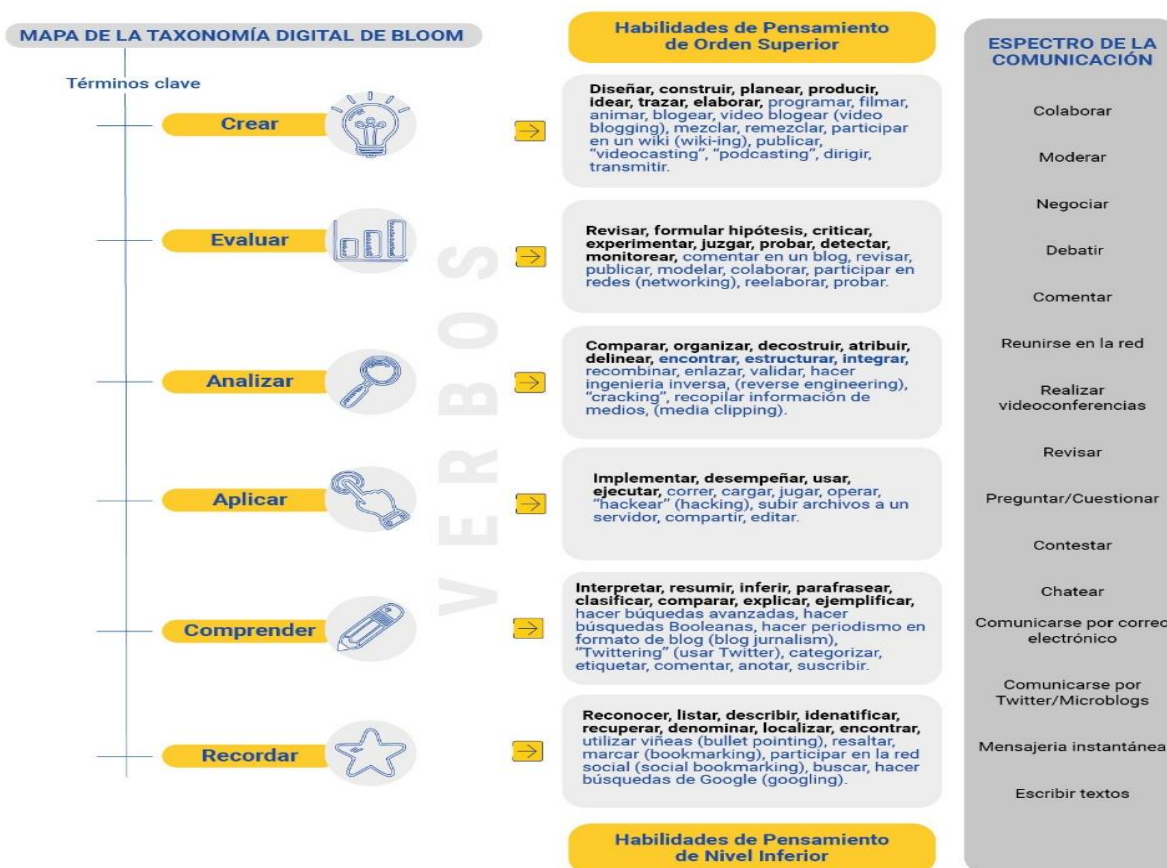 MAPA DE LA TAXONOMÍA DIGITAL DE BLOOM
Términos clave
Habilidades de Pensamiento
de Orden Superior
VERBOS
Crear
Diseñar, construir, planear, producir,
idear, trazar, elaborar, programar, filmar,
animar, blogear, video blogear (video
blogging), mezclar, remezclar, participar
en un wiki (wiki-ing), publicar,
“videocasting”, “podcasting”, dirigir,
transmitir.
Evaluar
Revisar, formular hipótesis, criticar,
experimentar, juzgar, probar, detectar,
monitorear, comentar en un blog, revisar,
publicar, modelar, colaborar, participar en
redes (networking), reelaborar, probar.
Analizar
Comparar, organizar, decostruir, atribuir,
delinear, encontrar, estructurar, integrar,
recombinar, enlazar, validar, hacer
ingenieria inversa, (reverse engineering),
“cracking”, recopilar información de
medios, (media clipping).
Aplicar
Implementar, desempeñar, usar,
ejecutar, correr, cargar, jugar, operar,
“hackear” (hacking), subir archivos a un
servidor, compartir, editar.
Comprender
Interpretar, resumir, inferir, parafrasear,
clasificar, comparar, explicar, ejemplificar,
hacer búquedas avanzadas, hacer
búsquedas Booleanas, hacer periodismo en
formato de blog (blog jurnalism),
“Twittering” (usar Twitter), categorizar,
etiquetar, comentar, anotar, suscribir.
Recordar
Reconocer, listar, describir, idenatificar,
recuperar, denominar, localizar, encontrar,
utilizar viñeas (bullet pointing), resaltar,
marcar (bookmarking), participar en la red
social (social bookmarking), buscar, hacer
búsquedas de Google (googling).
Habilidades de Pensamiento
de Nivel Inferior
ESPECTRO DE LA
COMUNICACIÓN
Colaborar
Moderar
Negociar
Debatir
Comentar
Reunirse en la red
Realizar
videoconferencias
Revisar
Preguntar/Cuestionar
Contestar
Chatear
Comunicarse por correo
electrónico
Comunicarse por
Twitter/Microblogs
Mensajeria instantánea
Escribir textos